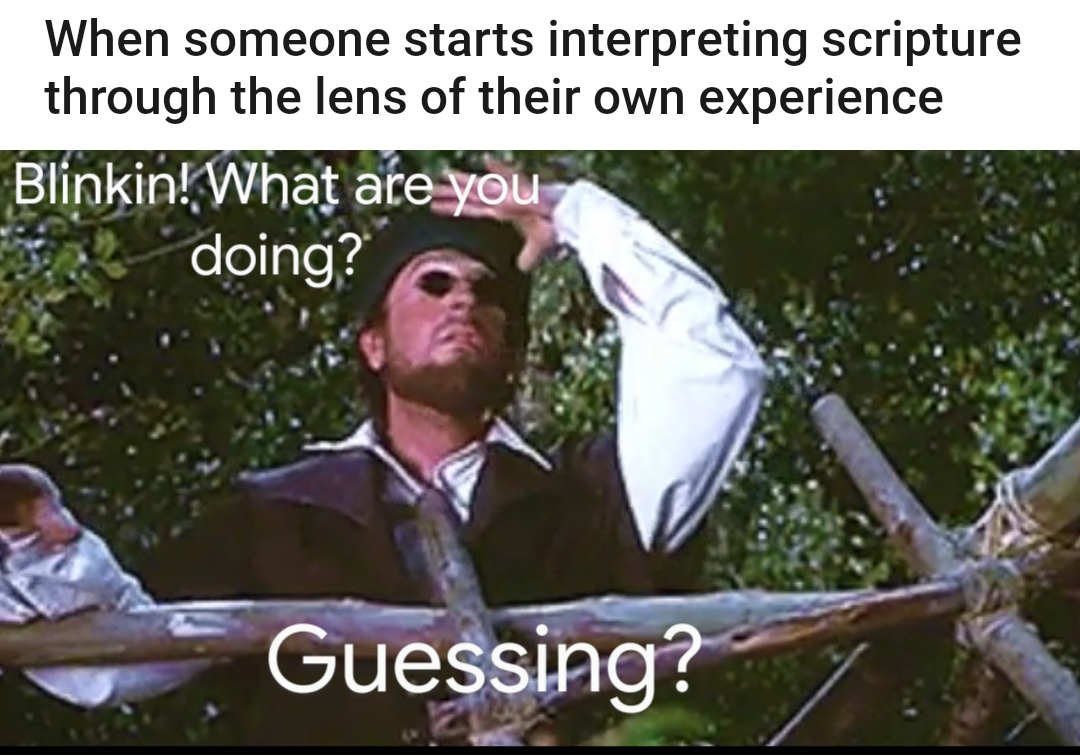 When someone starts interpreting scripture
through the lens of their own experience
Blinkin! What are you
doing?
Guessing?